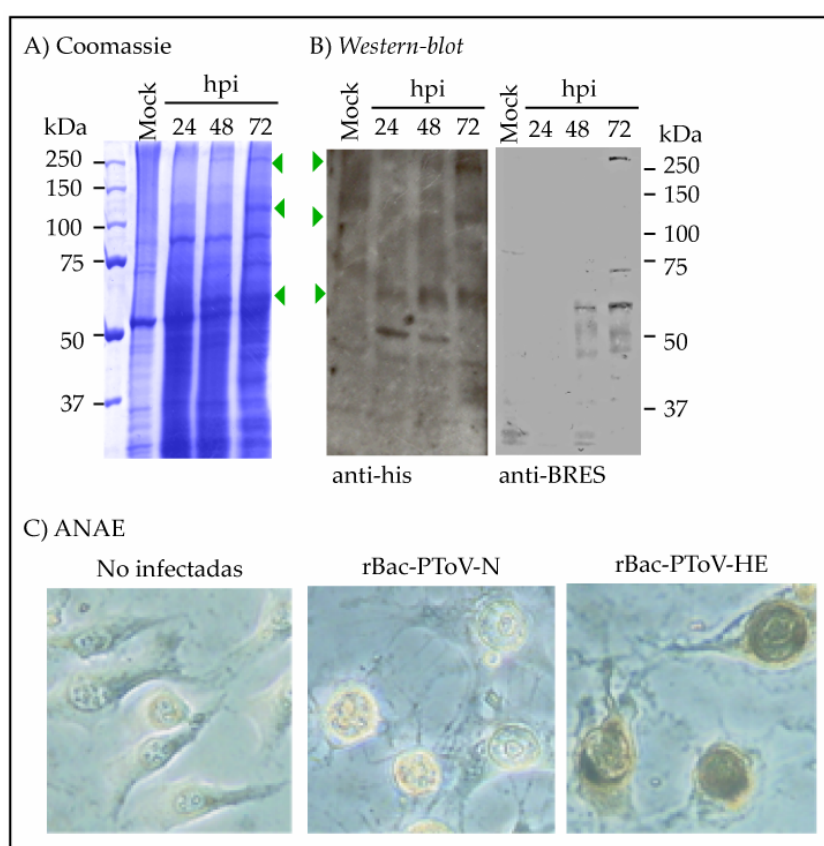 A) Coomassie
B) Western-blot
hpi
hpi
hpi
kDa
Mock
24
48
72
Mock
24
48
72
Mock
24
48
72
kDa
250
150
100
75
50
37
250
150
100
75
50
37
anti-his
anti-BRES
C) ANAE
No infectadas
rBac-PToV-N
rBac-PToV-HE